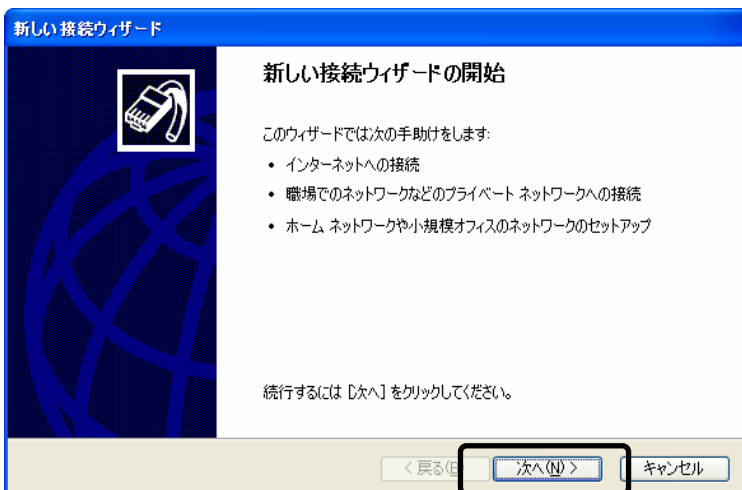 新しい接続ウィザード
新しい接続ウィザードの開始
このウィザードでは次の手助けをします:
• インターネットへの接続
• 職場でのネットワークなどのプライベート ネットワークへの接続
• ホーム ネットワークや小規模オフィスのネットワークのセットアップ
続行するには [次へ] をクリックしてください。
< 戻る(B 次へ(N) > キャンセル